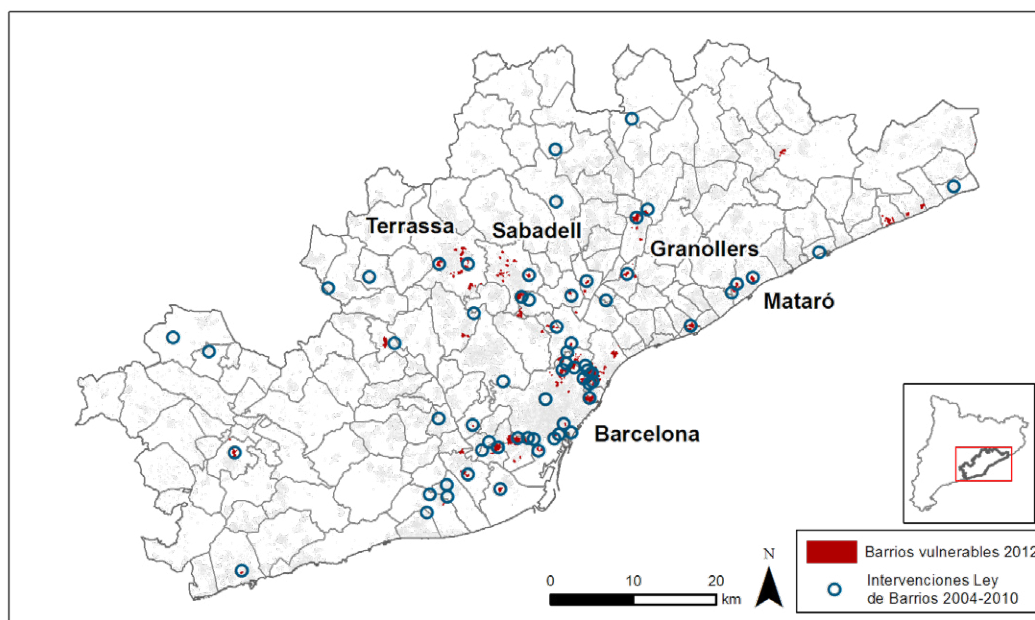 Terrassa
Sabadell
Granollers
Mataró
Barcelona
N
0 10 20
km
Barrios vulnerables 2012
Intervenciones Ley
de Barrios 2004-2010